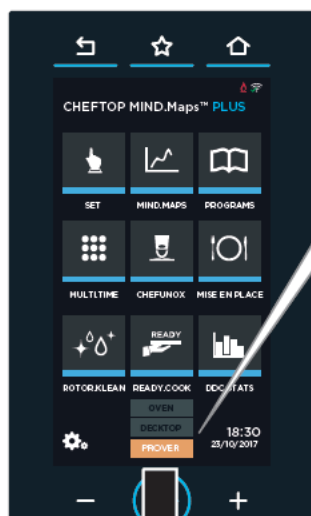 CHEFTOP MIND.Maps™ PLUS
SET MIND.MAPS PROGRAMS
MULTI.TIME CHEFUNOX MISE EN PLACE
READY
ROTOR.KLEAN READY.COOK DDC.STATS
OVEN
DECKTOP
PROVER
18:30
23/10/2017